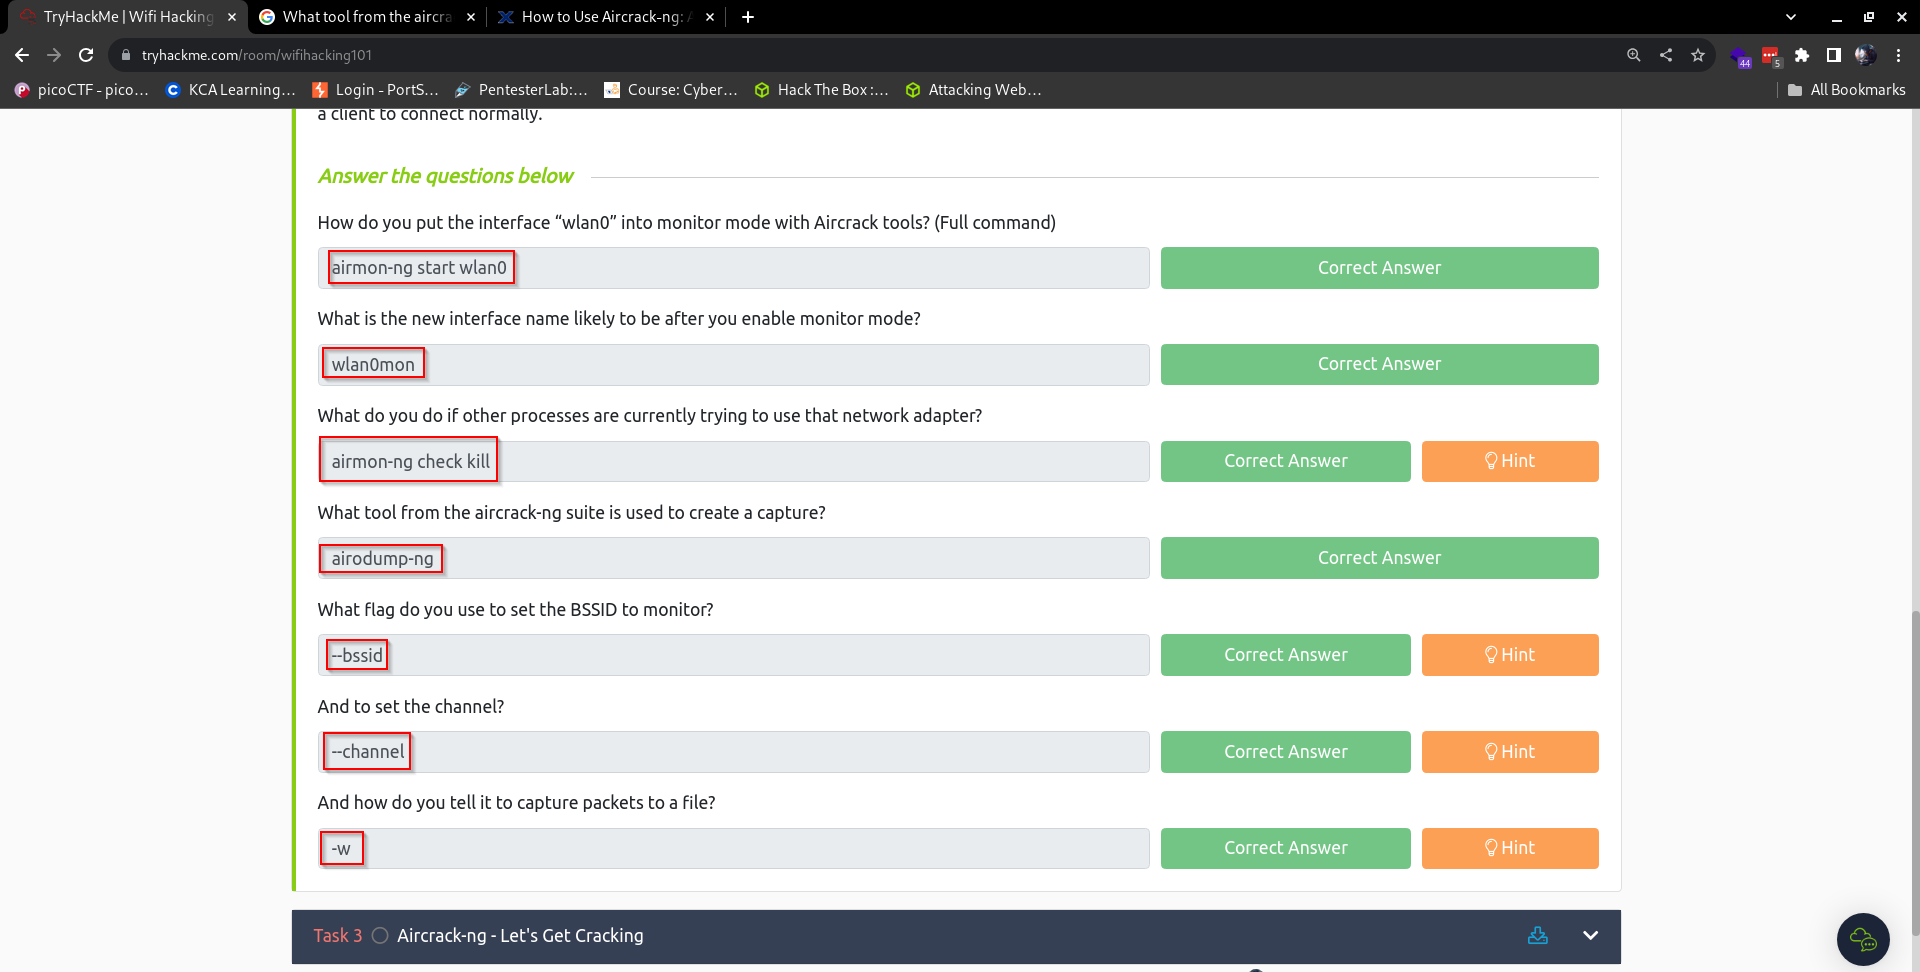 TryHackMe | Wifi Hacking
What tool from the aircra
How to Use Aircrack-ng:
tryhackme.com/room/wifihacking101
44
5
picoCTF - pico...
KCA Learning...
Login - PortS...
PentesterLab:...
Course: Cyber...
Hack The Box :...
Attacking Web...
All Bookmarks
a client to connect normally.
Answer the questions below
How do you put the interface “wlan0” into monitor mode with Aircrack tools? (Full command)
airmon-ng start wlan0
Correct Answer
What is the new interface name likely to be after you enable monitor mode?
wlan0mon
Correct Answer
What do you do if other processes are currently trying to use that network adapter?
airmon-ng check kill
Correct Answer
Hint
What tool from the aircrack-ng suite is used to create a capture?
airodump-ng
Correct Answer
What flag do you use to set the BSSID to monitor?
--bssid
Correct Answer
Hint
And to set the channel?
--channel
Correct Answer
Hint
And how do you tell it to capture packets to a file?
-w
Correct Answer
Hint
Task 3 Aircrack-ng - Let's Get Cracking